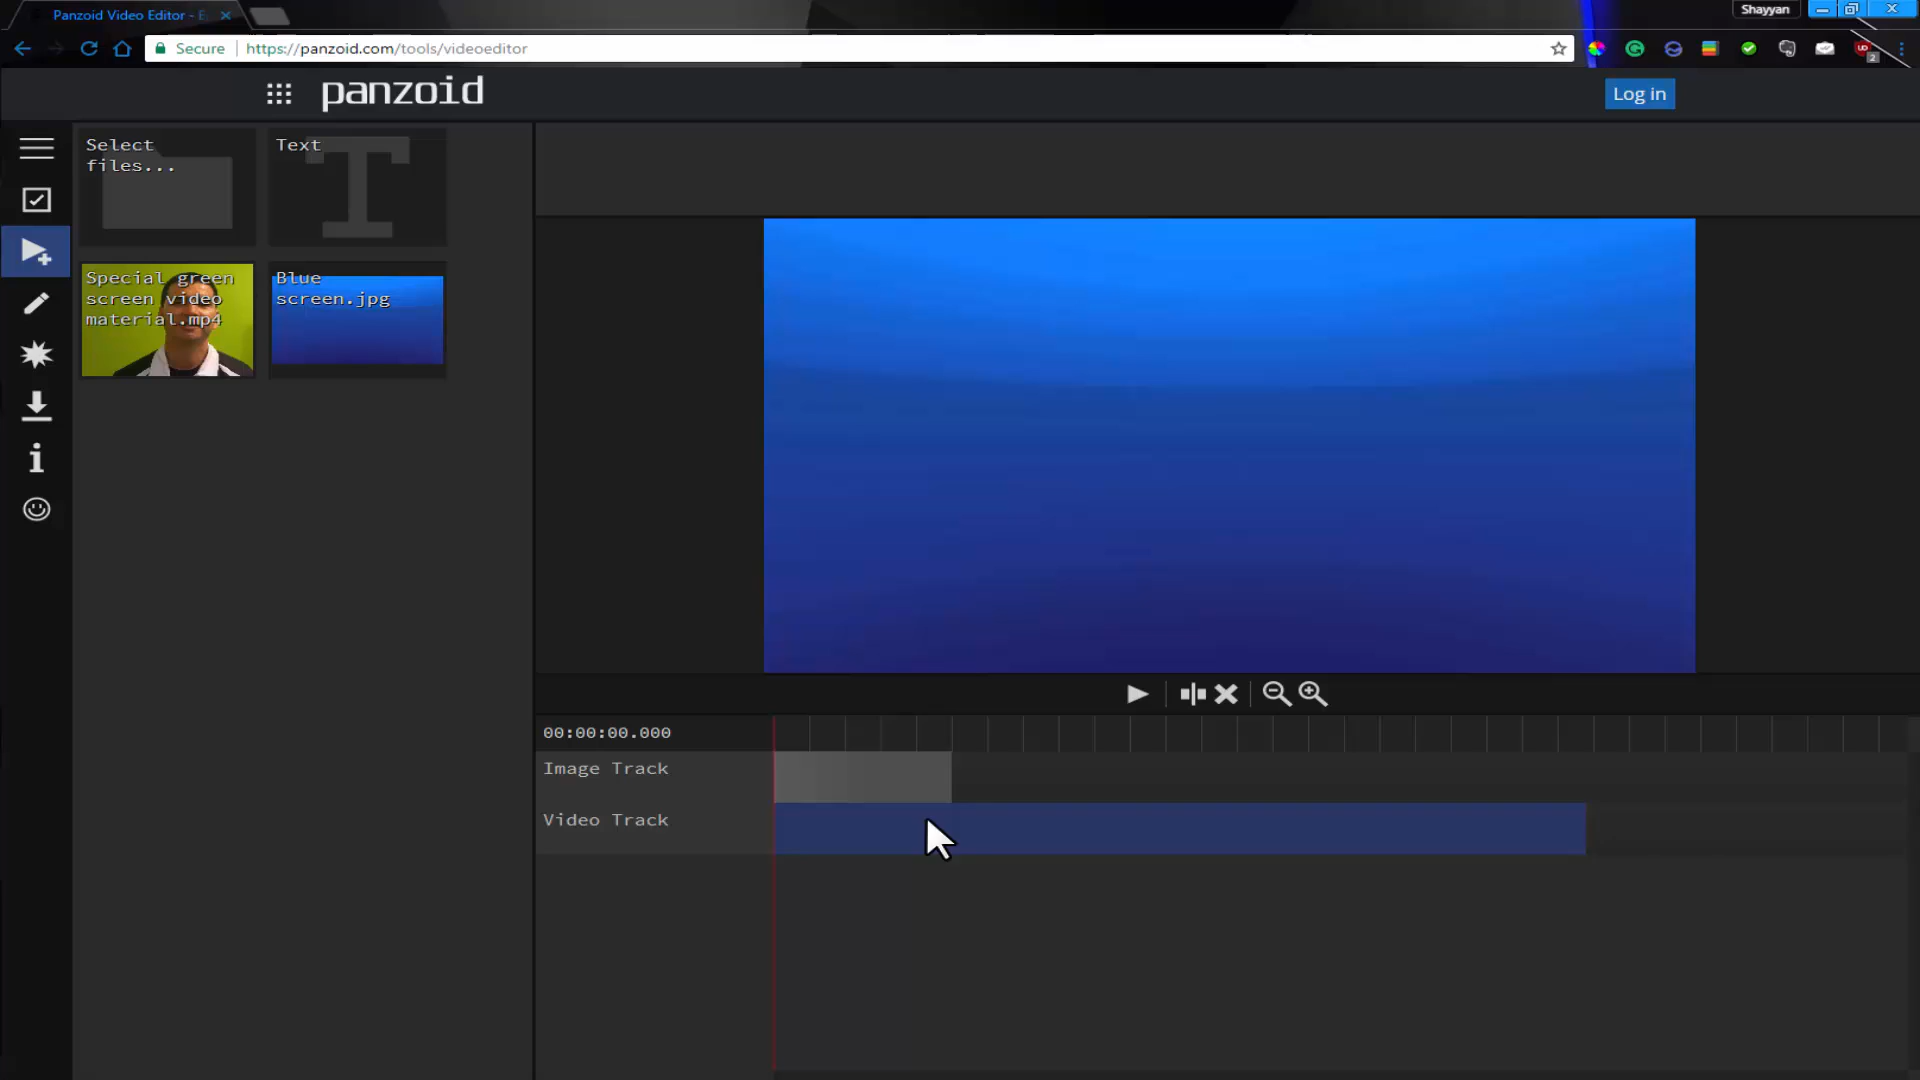 Panzoid Video Editor - E
Shayyan
Secure
https://panzoid.com/tools/videoeditor
2
panzoid
Log in
Select
files...
Text
Special green
screen video
material.mp4
Blue
screen.jpg
00:00:00.000
Image Track
Video Track